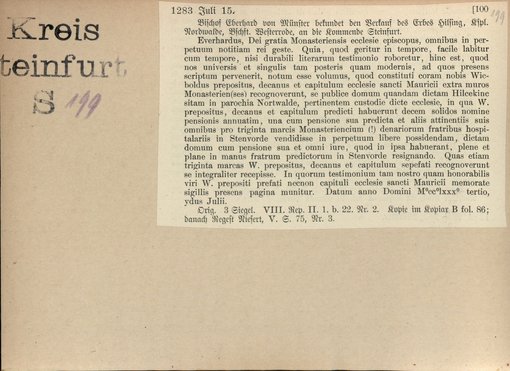 Kreis
teinfurt
S 199
1283 Juli 15. [100
199
Bischof Eberhard von Münster bekundet den Verkauf des Erbes Hilsing, Kspl.
Nordwalde, Bschft. Westerrode, an die Kommende Steinfurt.
Everhardus, Dei gratia Monasteriensis ecclesie episcopus, omnibus in per-
petuum notitiam rei geste. Quia, quod geritur in tempore, facile labitur
cum tempore, nisi durabili literarum testimonio roboretur, hinc est, quod
nos universis et singulis tam posteris quam modernis, ad quos presens
scriptum pervenerit, notum esse volumus, quod constituti coram nobis Wic-
boldus prepositus, decanus et capitulum ecclesie sancti Mauricii extra muros
Monasterien(ses) recognoverunt, se publice domum quandam dictam Hilcekinc
sitam in parochia Nortwalde, pertinentem custodie dicte ecclesie, in qua W.
prepositus, decanus et capitulum predicti habuerunt decem solidos nomine
pensionis annuatim, una cum pensione sua predicta et aliis attinentiis suis
omnibus pro triginta marcis Monasteriencium (!) denariorum fratribus hospi-
talariis in Stenvorde vendidisse in perpetuum libere possidendam, dictam
domum cum pensione sua et omni iure, quod in ipsa habuerant, plene et
plane in manus fratrum predictorum in Stenvorde resignando. Quas etiam
triginta marcas W. prepositus, decanus et capitulum sepefati recognoverunt
se integraliter recepisse. In quorum testimonium tam nostro quam honorabilis
viri W. prepositi prefati necnon capituli ecclesie sancti Mauricii memorate
sigillis presens pagina munitur. Datum anno Domini MºccºlxxxºTertio,
ydus Julii.
Orig. 3 Siegel. VIII. Rep. II. 1. b. 22. Nr. 2. Kopie im Kopiar B fol. 86;
danach Regest Niesert, V. S. 75, Nr. 3.